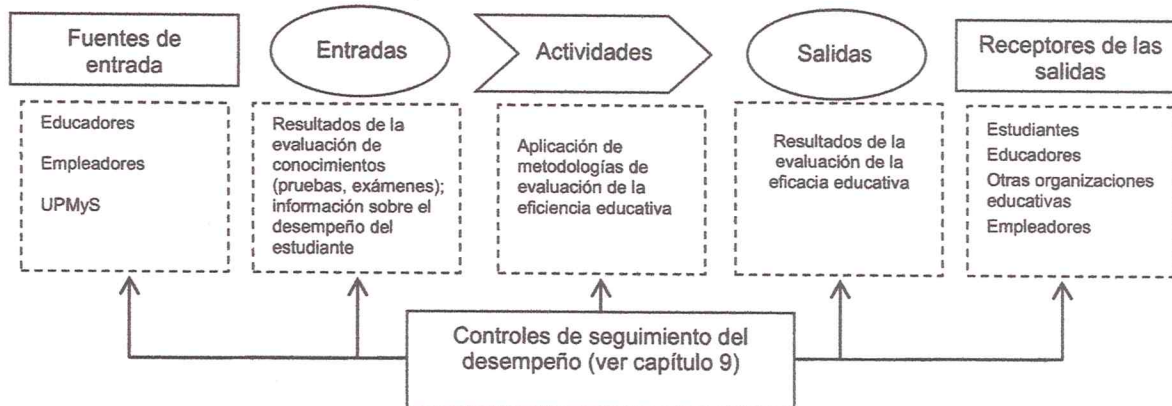 Fuentes de
entrada
Entradas
Actividades
Salidas
Receptores de las
salidas
Educadores
Empleadores
UPMyS
Resultados de la
evaluación de
conocimientos
(pruebas, exámenes);
información sobre el
desempeño del
estudiante
Aplicación de
metodologías de
evaluación de la
eficiencia educativa
Resultados de la
evaluación de la
eficacia educativa
Estudiantes
Educadores
Otras organizaciones
educativas
Empleadores
Controles de seguimiento del
desempeño (ver capítulo 9)